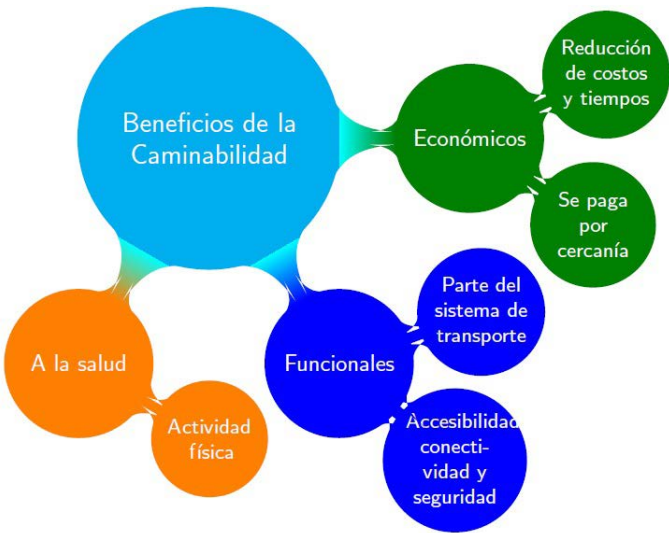 Beneficios de la
Caminabilidad
Económicos
Reducción
de costos
y tiempos
Se paga
por
cercanía
Funcionales
Parte del
sistema de
transporte
Accesibilidad
conecti-
vidad y
seguridad
A la salud
Actividad
física